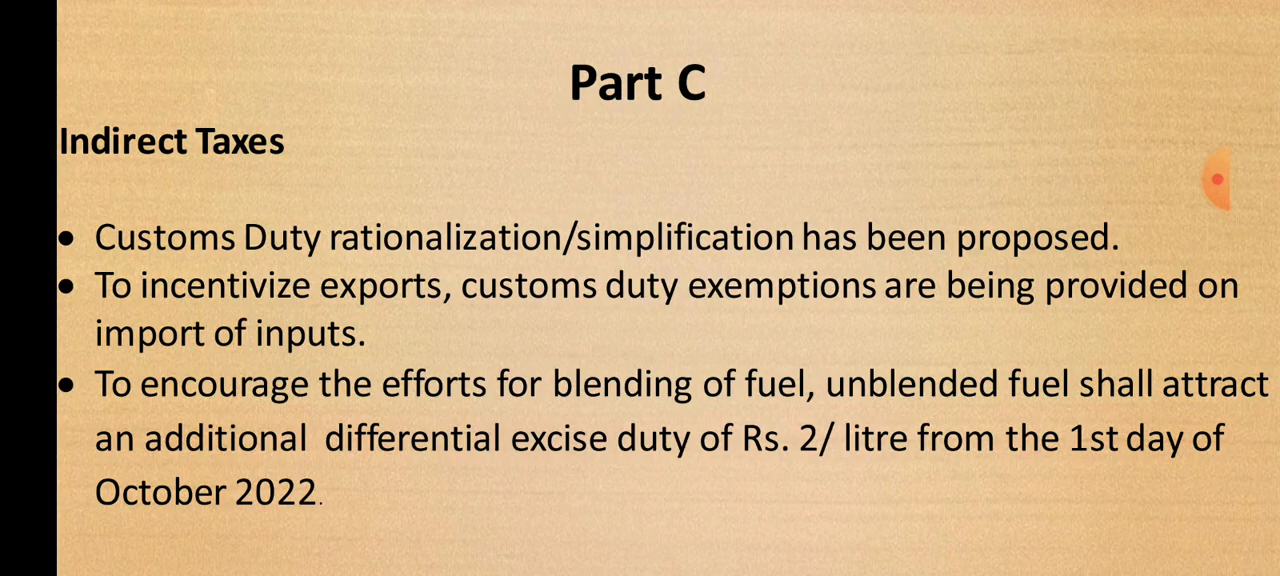 Part C
Indirect Taxes
• Customs Duty rationalization/simplification has been proposed.
• To incentivize exports, customs duty exemptions are being provided on
import of inputs.
• To encourage the efforts for blending of fuel, unblended fuel shall attract
an additional differential excise duty of Rs. 2/ litre from the 1st day of
October 2022.